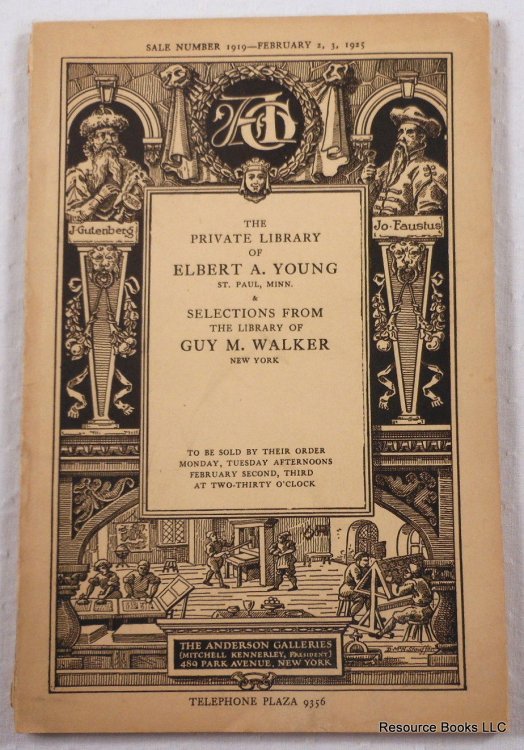 SALE NUMBER 1919—FEBRUARY 2, 3, 1925
AG
J. Gutenberg
Jo. Faustus
THE
PRIVATE LIBRARY
OF
ELBERT A. YOUNG
ST. PAUL, MINN.
&
SELECTIONS FROM
THE LIBRARY OF
GUY M. WALKER
NEW YORK
TO BE SOLD BY THEIR ORDER
MONDAY, TUESDAY AFTERNOONS
FEBRUARY SECOND, THIRD
AT TWO-THIRTY O'CLOCK
THE ANDERSON GALLERIES
(MITCHELL KENNERLEY, PRESIDENT)
489 PARK AVENUE, NEW YORK
TELEPHONE PLAZA 9356
Resource Books LLC